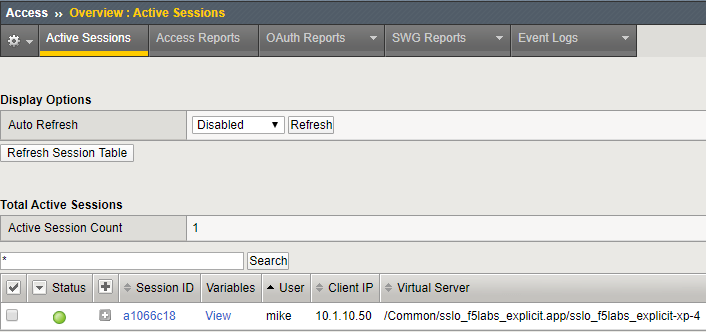 Access ›› Overview : Active Sessions
Active Sessions Access Reports OAuth Reports SWG Reports Event Logs
Display Options
Auto Refresh Disabled Refresh
Refresh Session Table
Total Active Sessions
Active Session Count 1
* Search
Status Session ID Variables User Client IP Virtual Server
a1066c18 View mike 10.1.10.50 /Common/sslo_f5labs_explicit.app/sslo_f5labs_explicit-xp-4